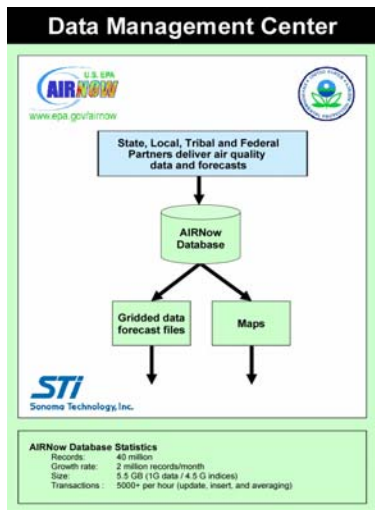 Data Management Center
U.S. EPA
AIRNOW
www.epa.gov/airnow
State, Local, Tribal and Federal
Partners deliver air quality
data and forecasts
AIRNow
Database
Gridded data
forecast files
Maps
STi
Sonoma Technology, Inc.
AIRNow Database Statistics
Records: 40 million
Growth rate: 2 million records/month
Size: 5.5 GB (1G data / 4.5 G indices)
Transactions : 5000+ per hour (update, insert, and averaging)